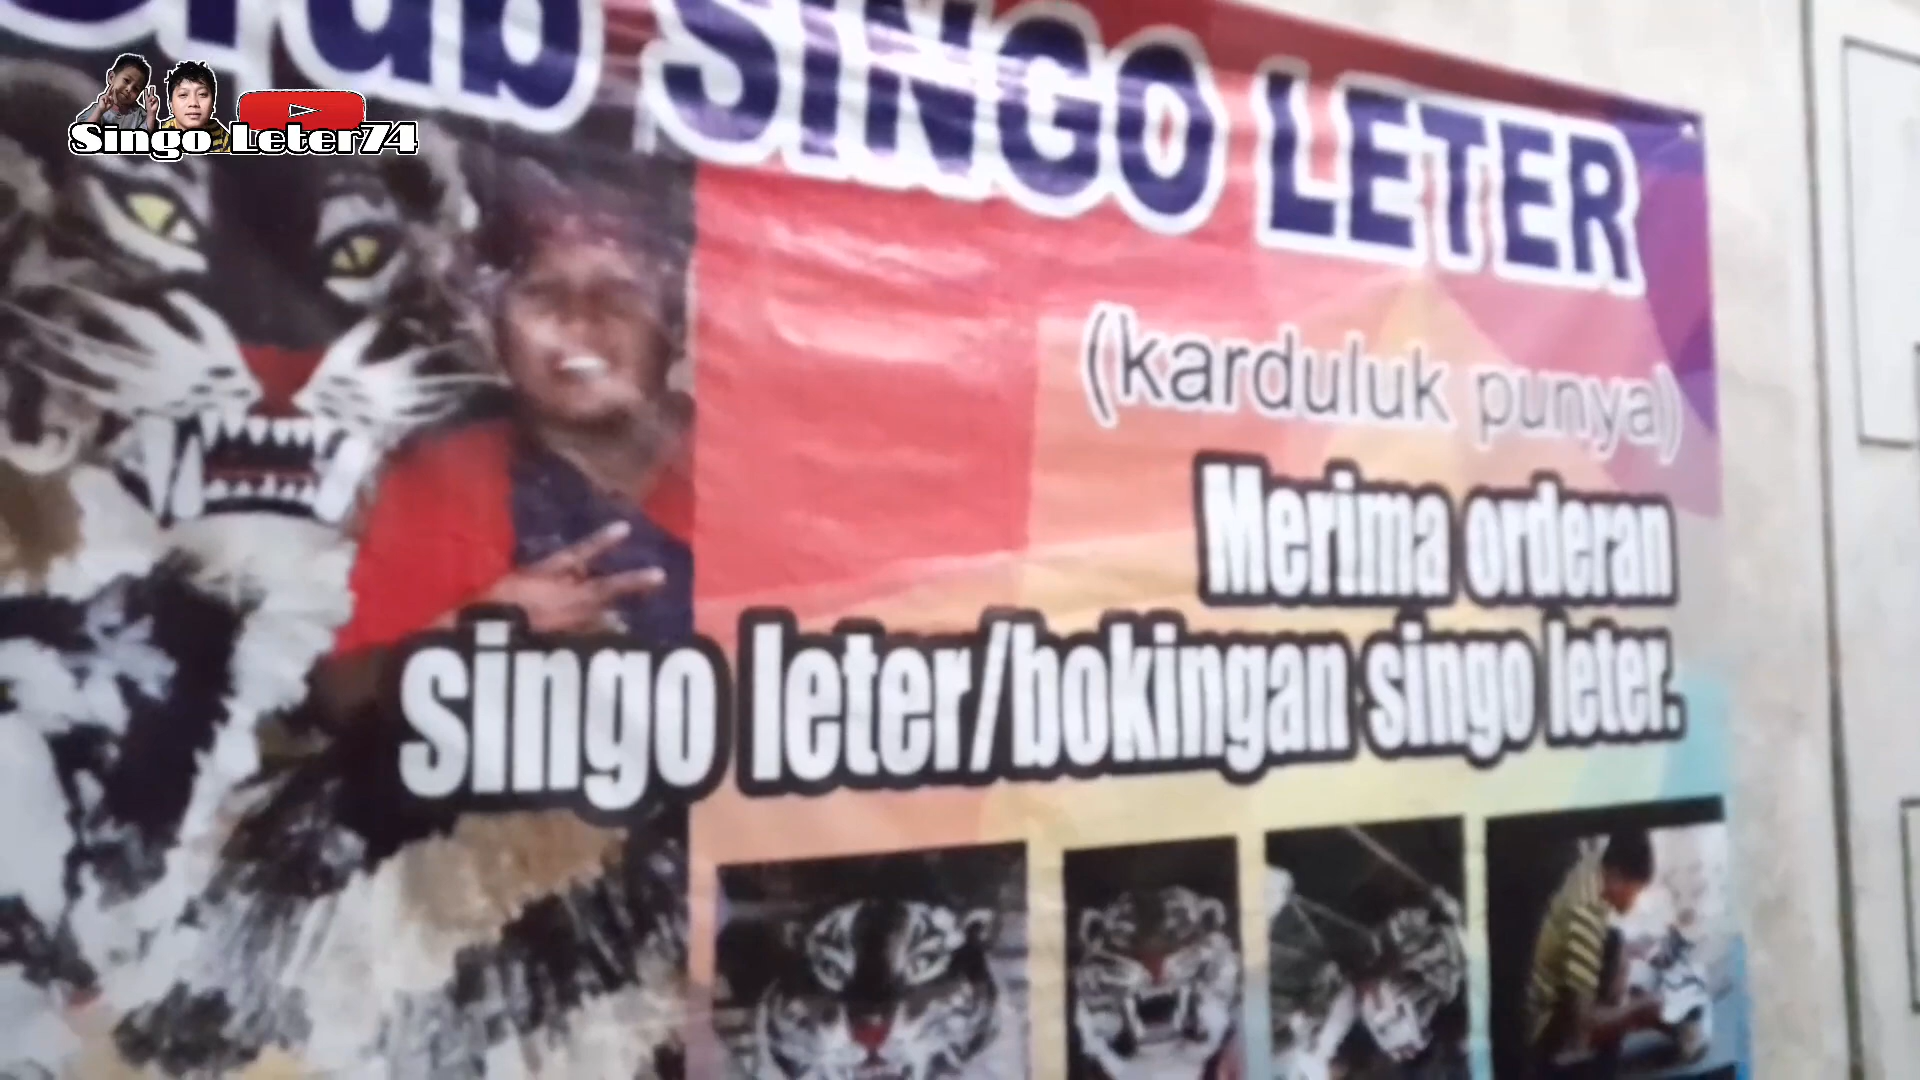 SINGO LETER
Singo Leter74
(karduluk punya)
Merima orderan
singo leter/bokingan singo leter.